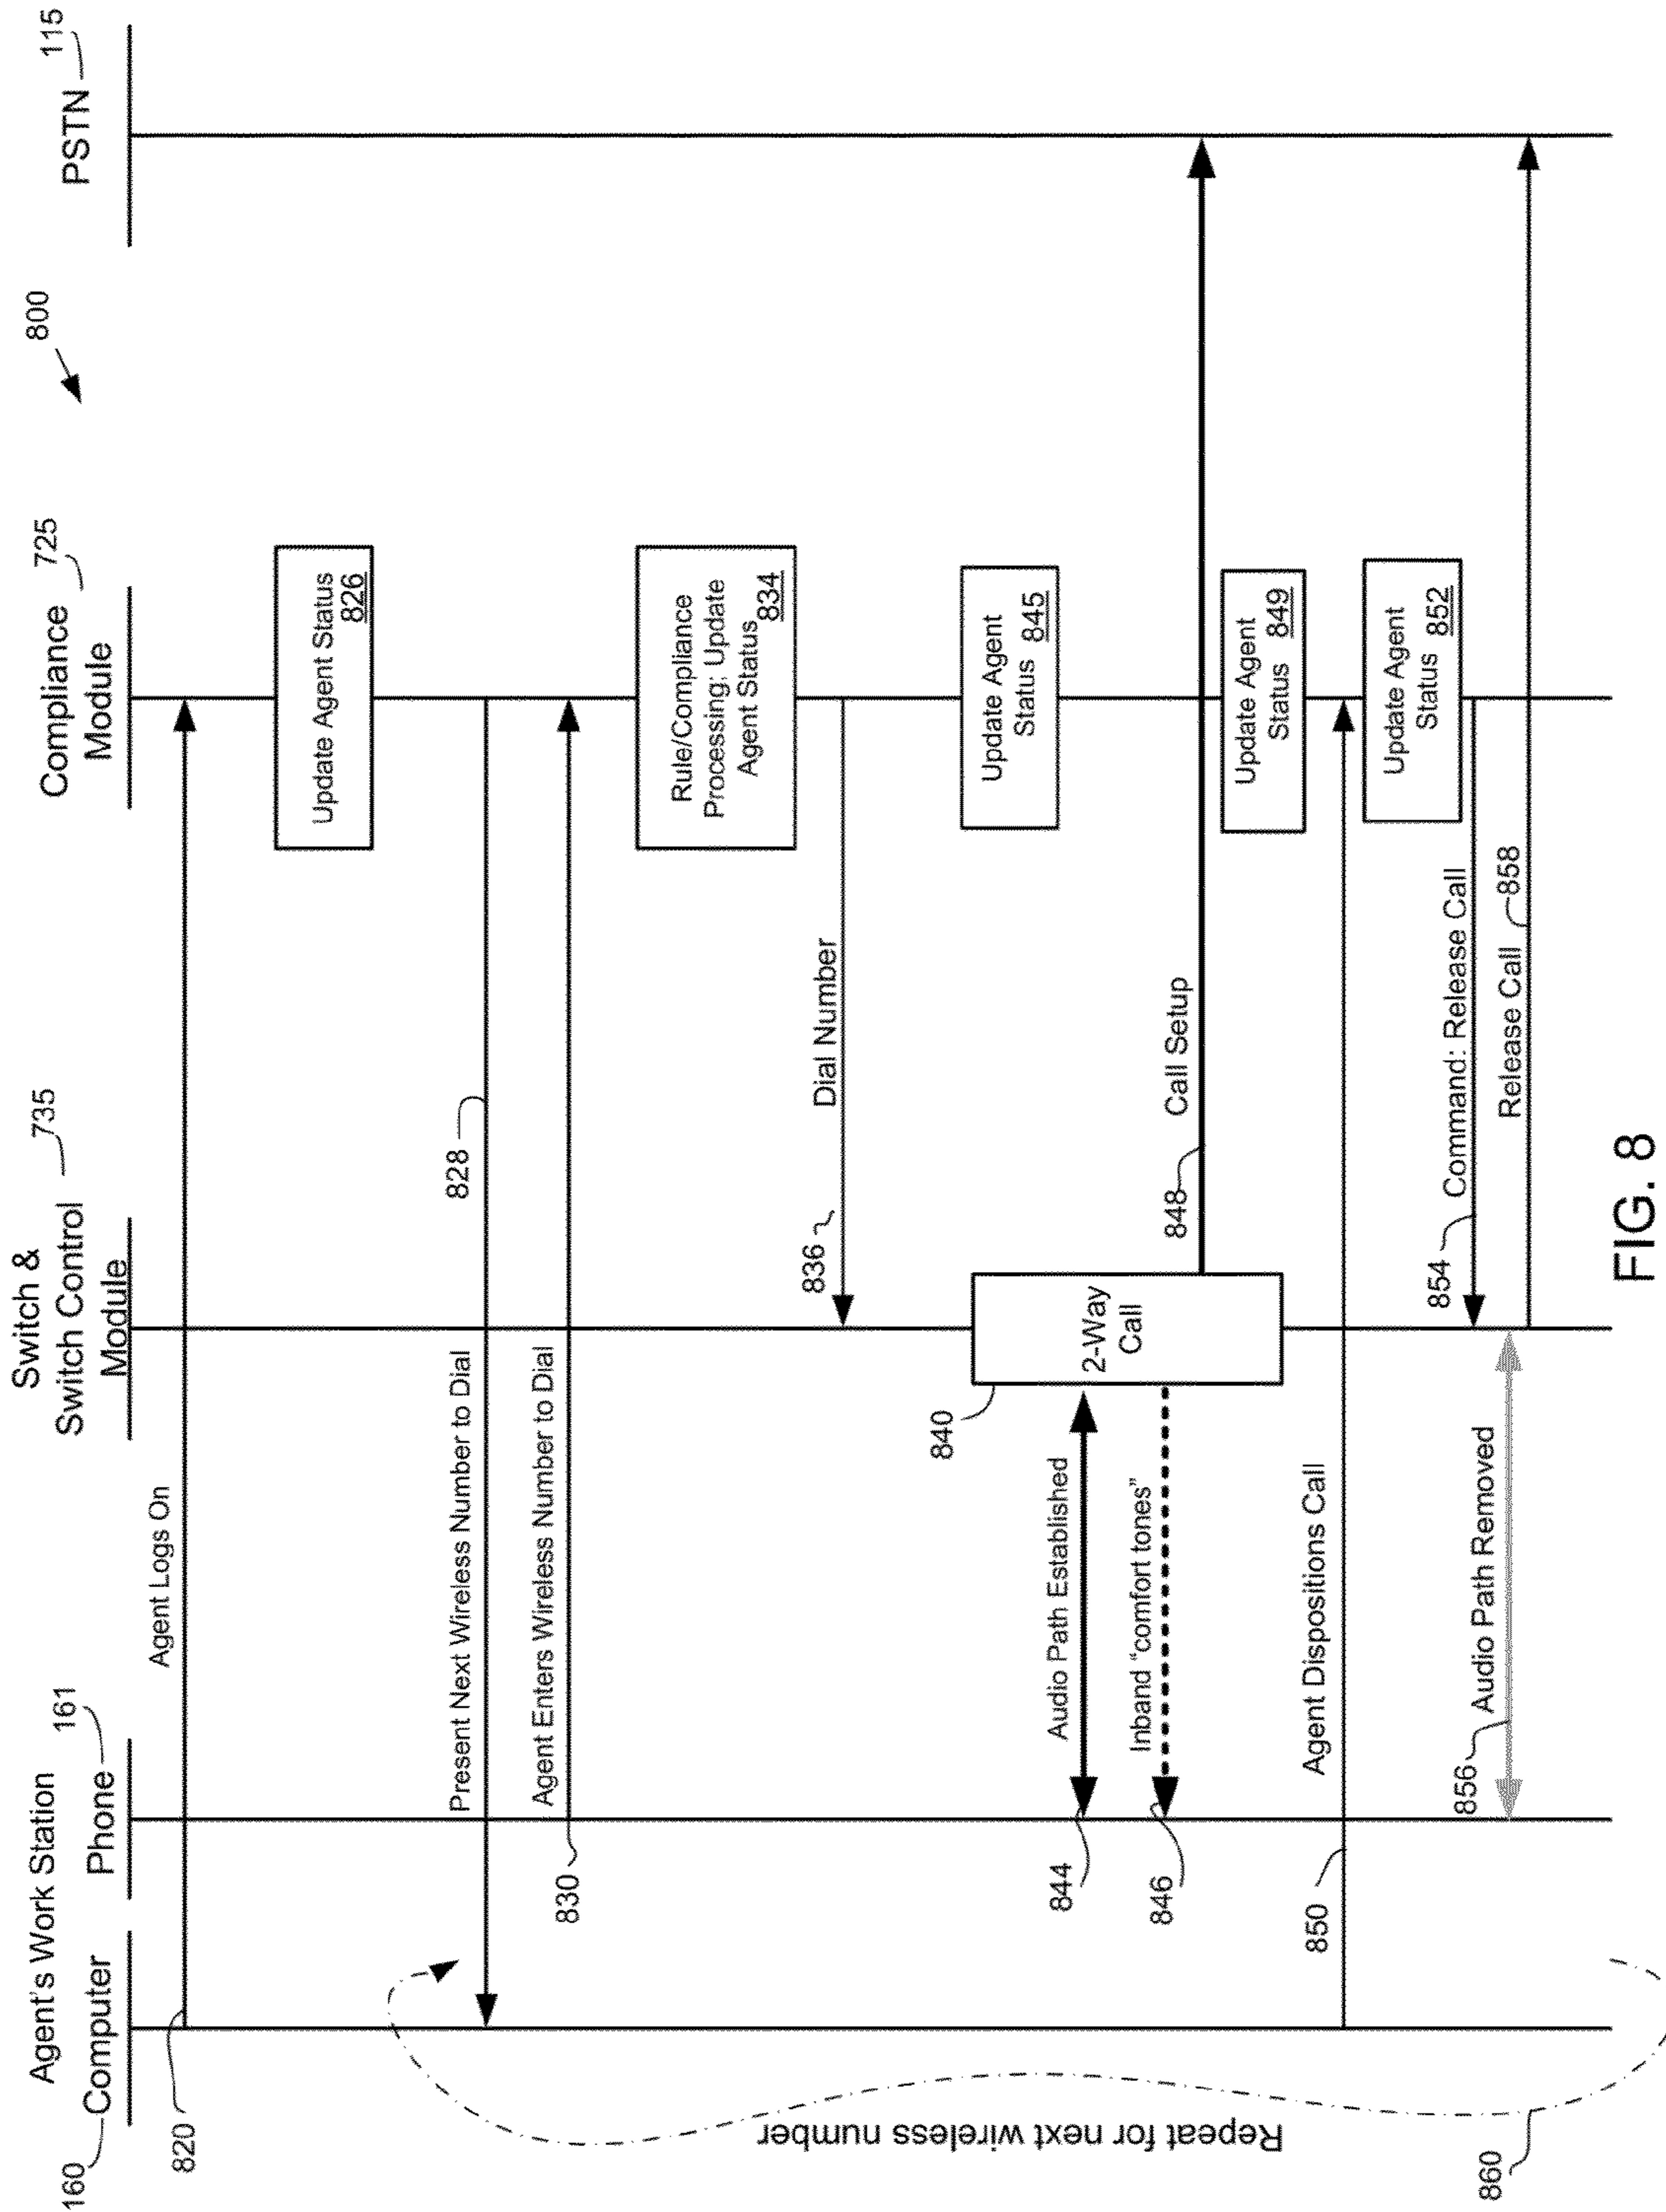 800
Agent's Work Station
160
Computer
Phone
161
Switch &
Switch Control
Module
735
Compliance
Module
725
PSTN
115
820
Agent Logs On
Update Agent Status
826
Present Next Wireless Number to Dial
828
Agent Enters Wireless Number to Dial
830
Rule/Compliance
Processing: Update
Agent Status
834
836
Dial Number
840
2-Way
Call
Update Agent
Status 845
844
Audio Path Established
846
Inband "comfort tones"
848
Call Setup
Update Agent
Status 849
850
Agent Dispositions Call
Update Agent
Status 852
854
Command: Release Call
856
Audio Path Removed
Release Call
858
Repeat for next wireless number
860
FIG. 8